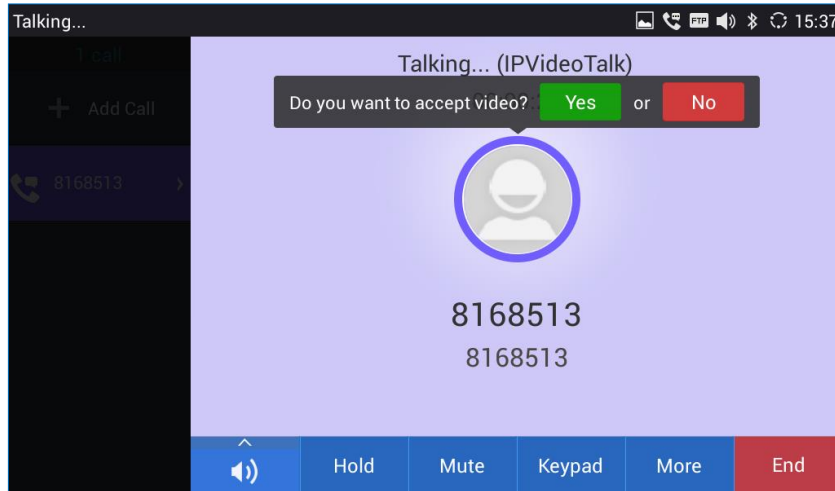 Talking...
FTP
15:37
1 call
Add Call
8168513
Talking... (IPVideoTalk)
Do you want to accept video? Yes or No
8168513
8168513
Hold Mute Keypad More End